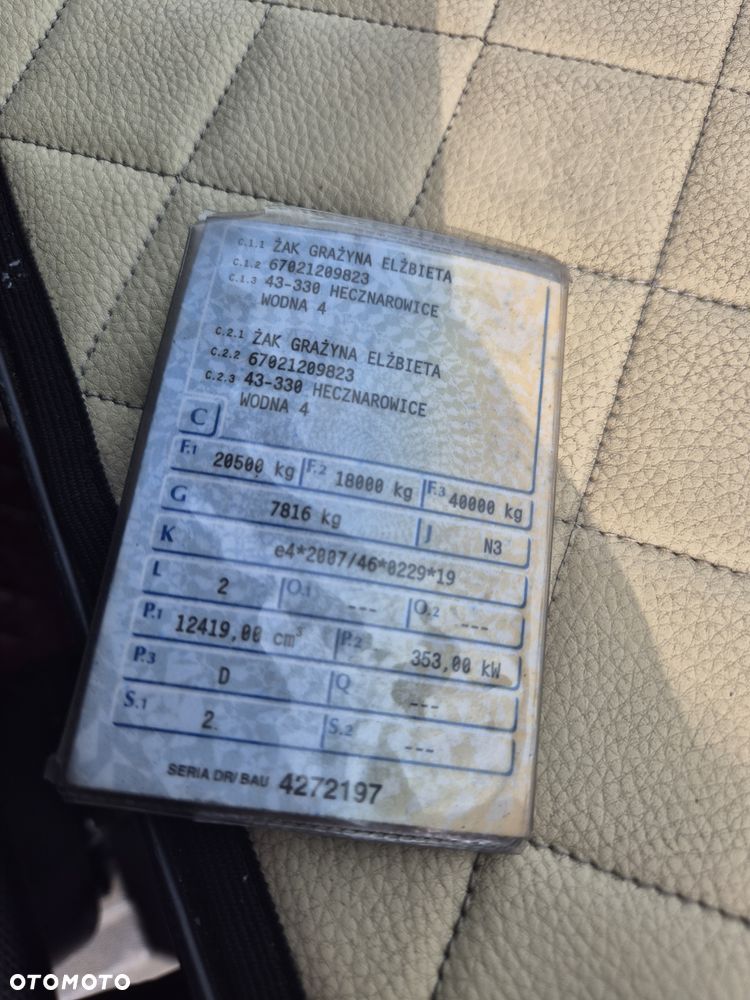 C.1.1 ŻAK GRAŻYNA ELŻBIETA
C.1.2 67021209823
C.1.3 43-330 HECZNAROWICE
WODNA 4
C.2.1 ŻAK GRAŻYNA ELŻBIETA
C.2.2 67021209823
C.2.3 43-330 HECZNAROWICE
WODNA 4
C
F.1 20500 kg F.2 18000 kg F.3 40000 kg
G 7816 kg J N3
K e4*2007/46*0229*19
L 2 O.1 --- O.2 ---
P.1 12419,00 cm³ P.2 353,00 kW
P.3 D Q ---
S.1 2 S.2 ---
SERIA DR/BAU 4272197
OTOMOTO